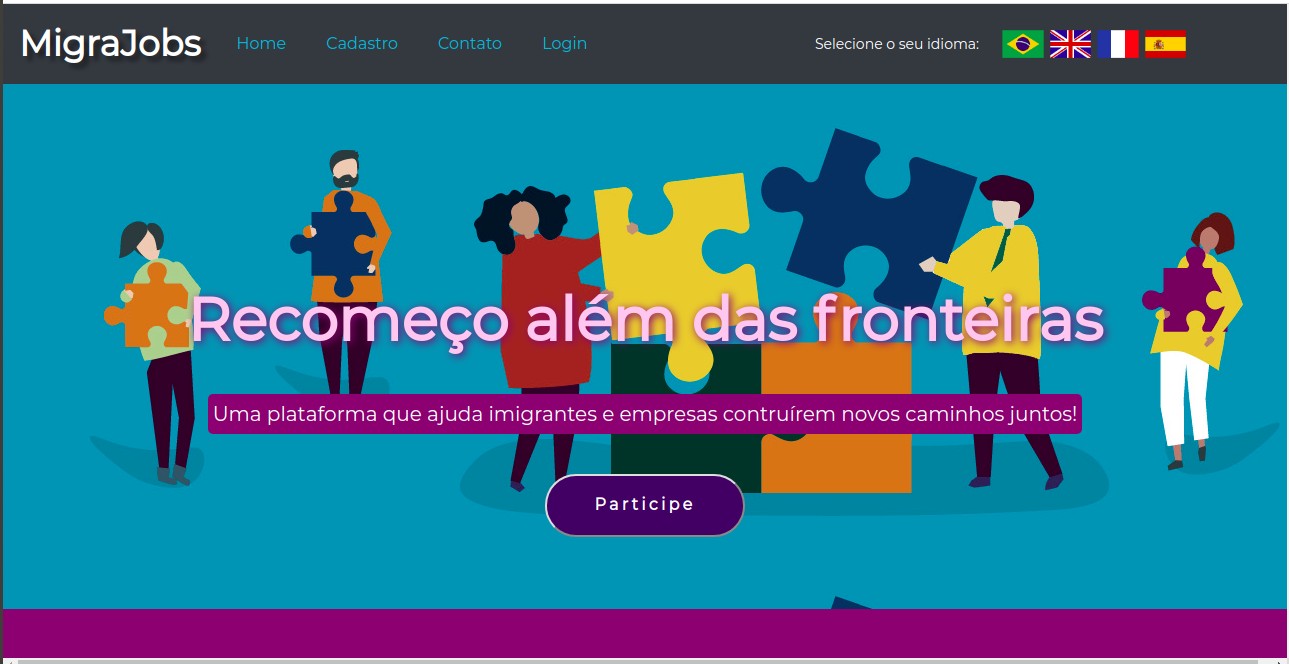 MigraJobs
Home Cadastro Contato Login Selecione o seu idioma:
Recomeço além das fronteiras
Uma plataforma que ajuda imigrantes e empresas contruírem novos caminhos juntos!
Participe